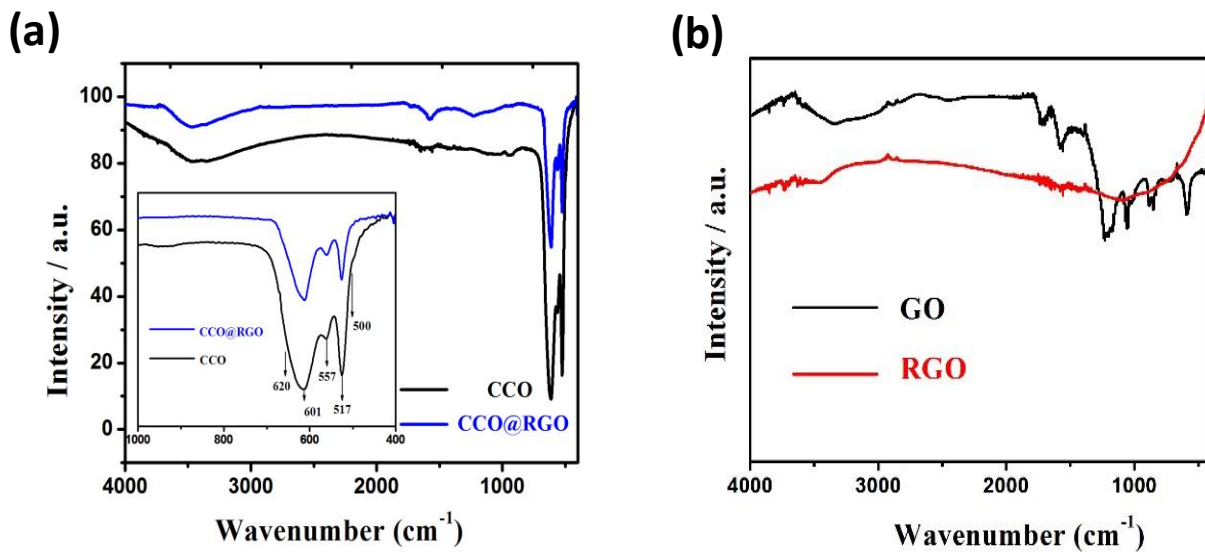 (a)
100
80
60
40
20
0
Intensity / a.u.
4000 3000 2000 1000
Wavenumber (cm-1)
CCO
CCO@RGO
CCO@RGO
CCO
620
601
557
517
500
1000 800 600 400
(b)
Intensity / a.u.
GO
RGO
4000 3000 2000 1000
Wavenumber (cm-1)